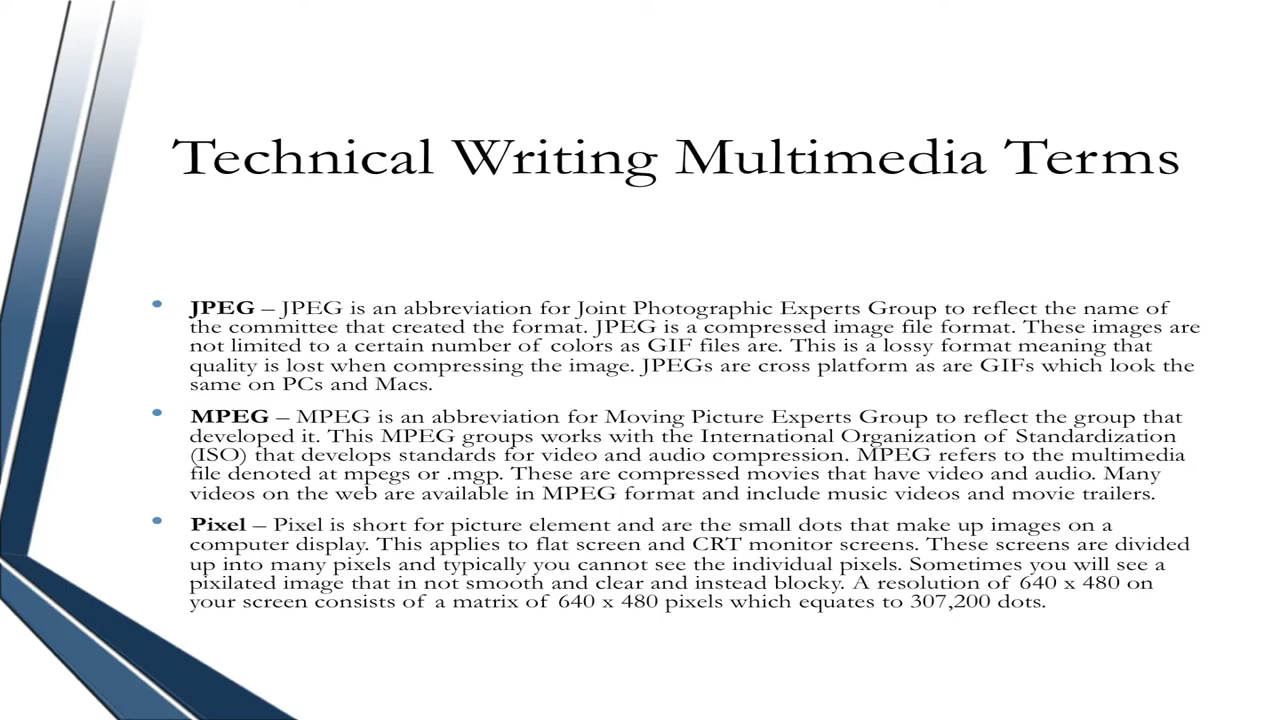 Technical Writing Multimedia Terms
• JPEG – JPEG is an abbreviation for Joint Photographic Experts Group to reflect the name of
the committee that created the format. JPEG is a compressed image file format. These images are
not limited to a certain number of colors as GIF files are. This is a lossy format meaning that
quality is lost when compressing the image. JPEGs are cross platform as are GIFs which look the
same on PCs and Macs.
• MPEG – MPEG is an abbreviation for Moving Picture Experts Group to reflect the group that
developed it. This MPEG groups works with the International Organization of Standardization
(ISO) that develops standards for video and audio compression. MPEG refers to the multimedia
file denoted at mpegs or .mgp. These are compressed movies that have video and audio. Many
videos on the web are available in MPEG format and include music videos and movie trailers.
• Pixel – Pixel is short for picture element and are the small dots that make up images on a
computer display. This applies to flat screen and CRT monitor screens. These screens are divided
up into many pixels and typically you cannot see the individual pixels. Sometimes you will see a
pixilated image that in not smooth and clear and instead blocky. A resolution of 640 x 480 on
your screen consists of a matrix of 640 x 480 pixels which equates to 307,200 dots.